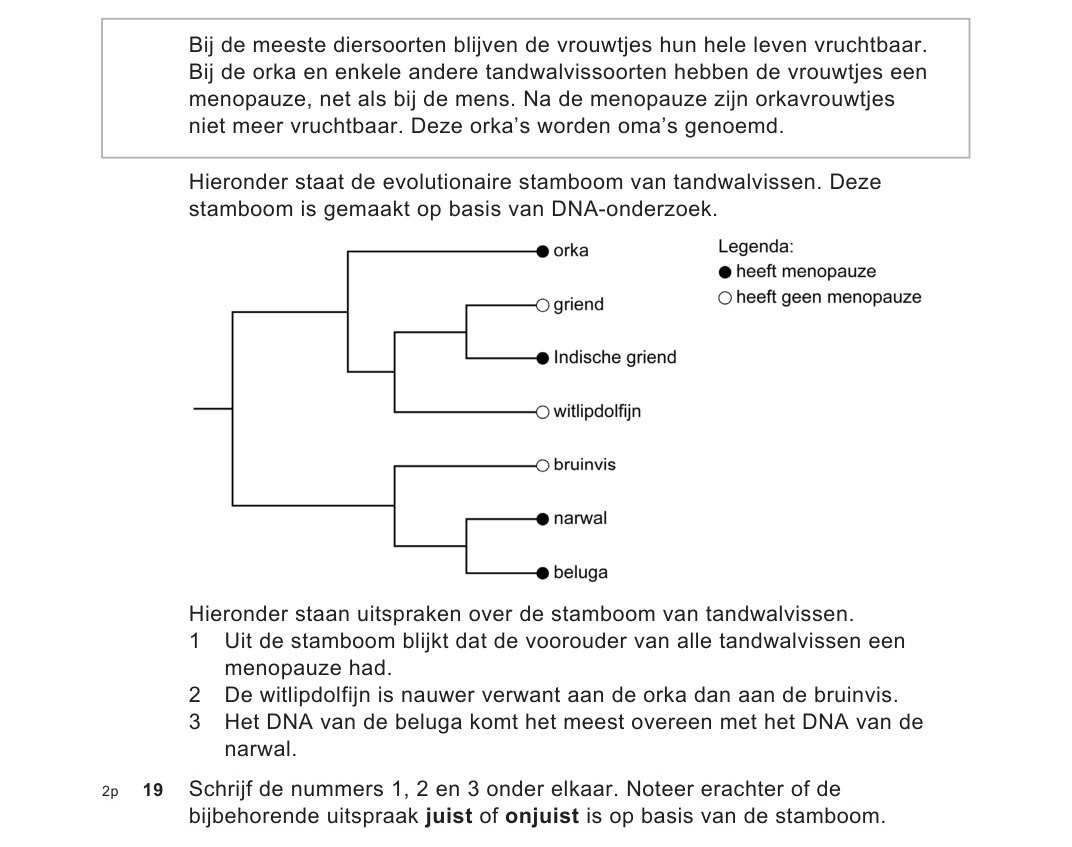 Bij de meeste diersoorten blijven de vrouwtjes hun hele leven vruchtbaar.
Bij de orka en enkele andere tandwalvissoorten hebben de vrouwtjes een
menopauze, net als bij de mens. Na de menopauze zijn orkavrouwtjes
niet meer vruchtbaar. Deze orka's worden oma's genoemd.
Hieronder staat de evolutionaire stamboom van tandwalvissen. Deze
stamboom is gemaakt op basis van DNA-onderzoek.
orka
griend
Indische griend
witlipdolfijn
bruinvis
narwal
beluga
Legenda:
heeft menopauze
heeft geen menopauze
Hieronder staan uitspraken over de stamboom van tandwalvissen.
1 Uit de stamboom blijkt dat de voorouder van alle tandwalvissen een
menopauze had.
2 De witlipdolfijn is nauwer verwant aan de orka dan aan de bruinvis.
3 Het DNA van de beluga komt het meest overeen met het DNA van de
narwal.
2p 19 Schrijf de nummers 1, 2 en 3 onder elkaar. Noteer erachter of de
bijbehorende uitspraak juist of onjuist is op basis van de stamboom.